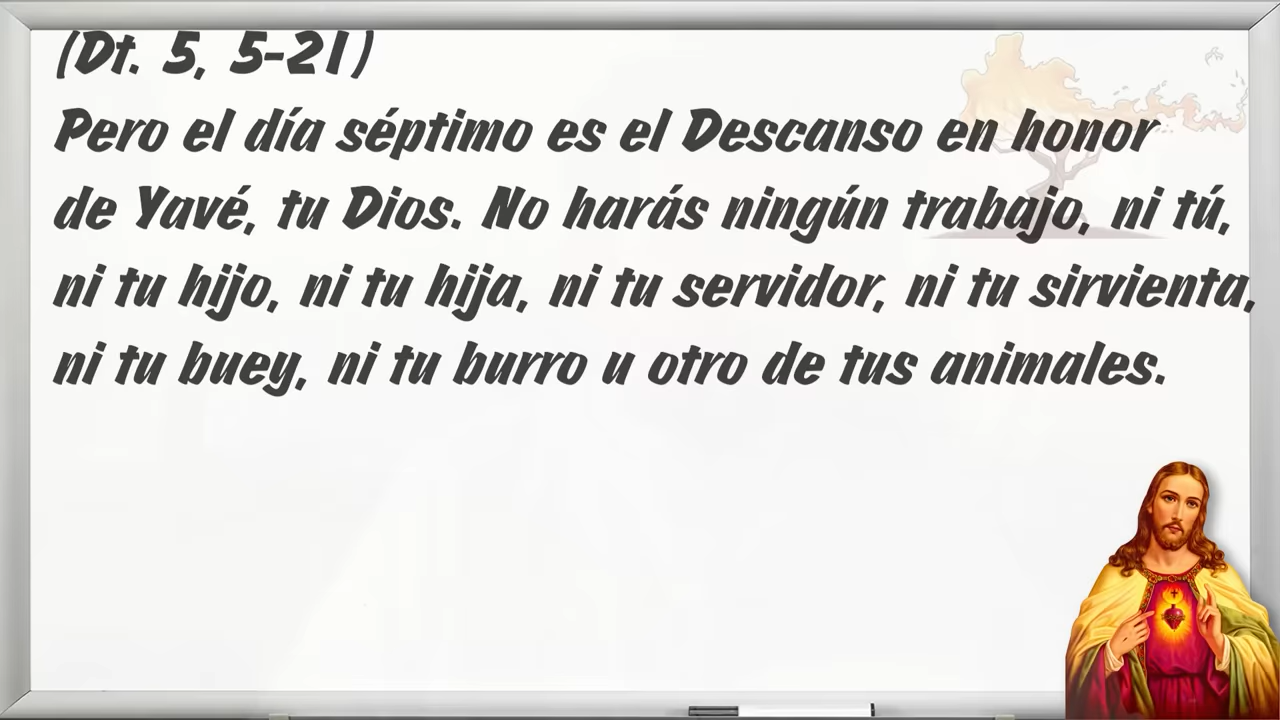 (Dt. 5, 5-21)
Pero el día séptimo es el Descanso en honor
de Yavé, tu Dios. No harás ningún trabajo, ni tú,
ni tu hijo, ni tu hija, ni tu servidor, ni tu sirvienta,
ni tu buey, ni tu burro u otro de tus animales.